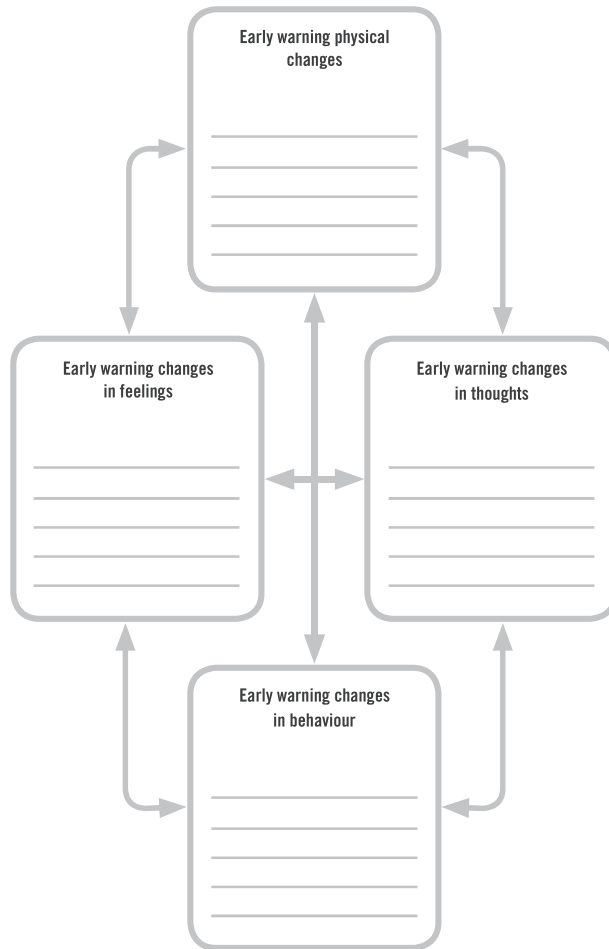 Early warning physical
changes
Early warning changes
in feelings
Early warning changes
in thoughts
Early warning changes
in behaviour